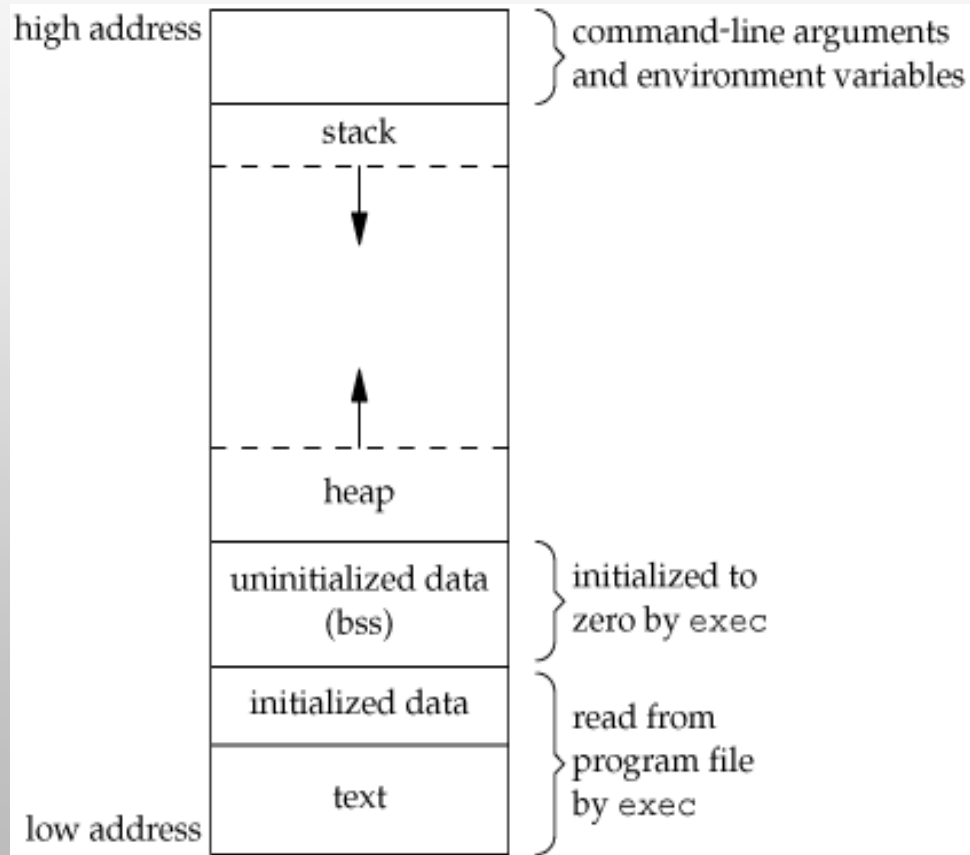 high address
command-line arguments
and environment variables
stack
heap
uninitialized data
(bss)
initialized to
zero by exec
initialized data
read from
program file
by exec
text
low address